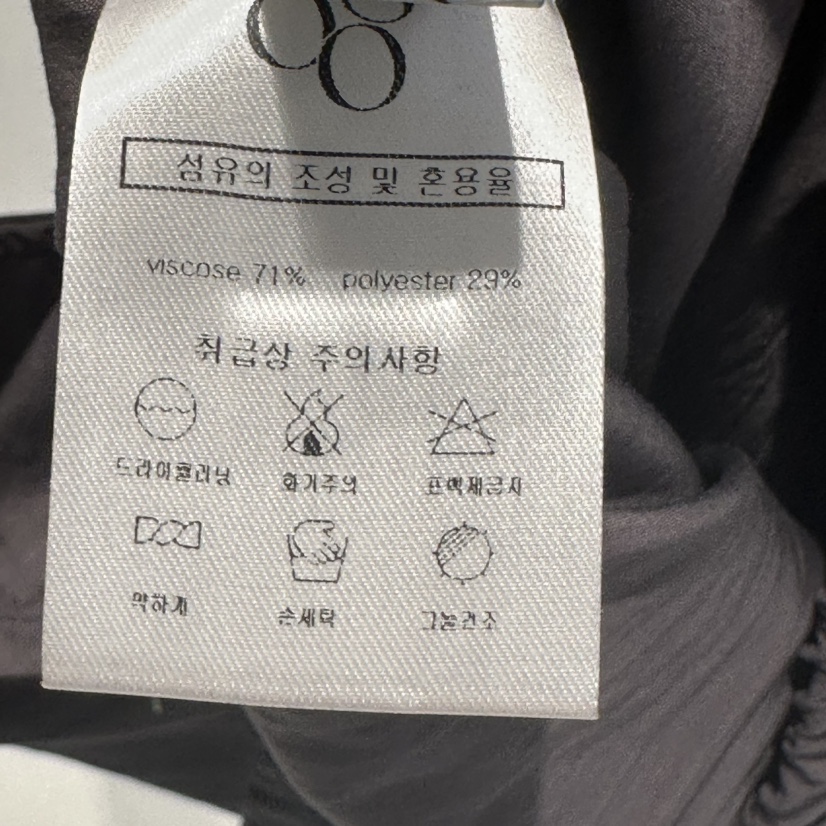 섬유의 조성 및 혼용율
viscose 71% polyester 29%
취급상 주의사항
드라이클리닝 화기주의 표백제금지
약하게 손세탁 그늘건조